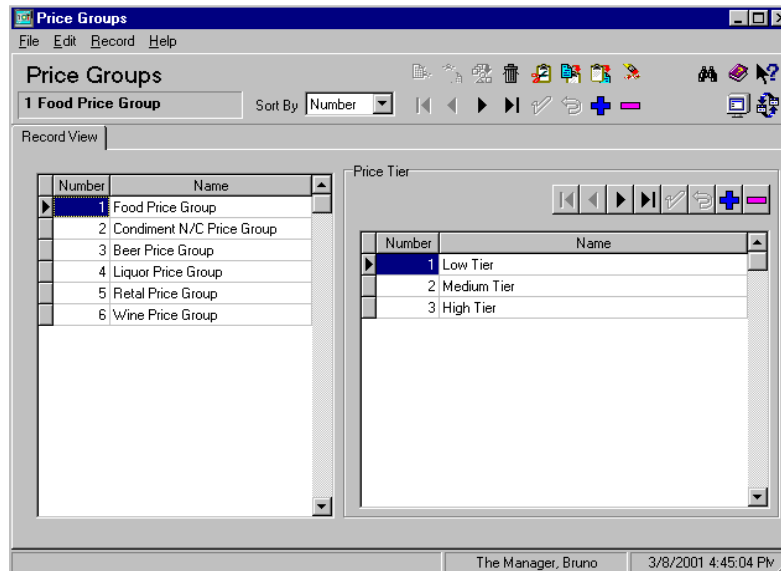 Price Groups
File Edit Record Help
Price Groups
1 Food Price Group
Sort By Number
Record View
Number Name
1 Food Price Group
2 Condiment N/C Price Group
3 Beer Price Group
4 Liquor Price Group
5 Retal Price Group
6 Wine Price Group
Price Tier
Number Name
1 Low Tier
2 Medium Tier
3 High Tier
The Manager, Bruno 3/8/2001 4:45:04 PM